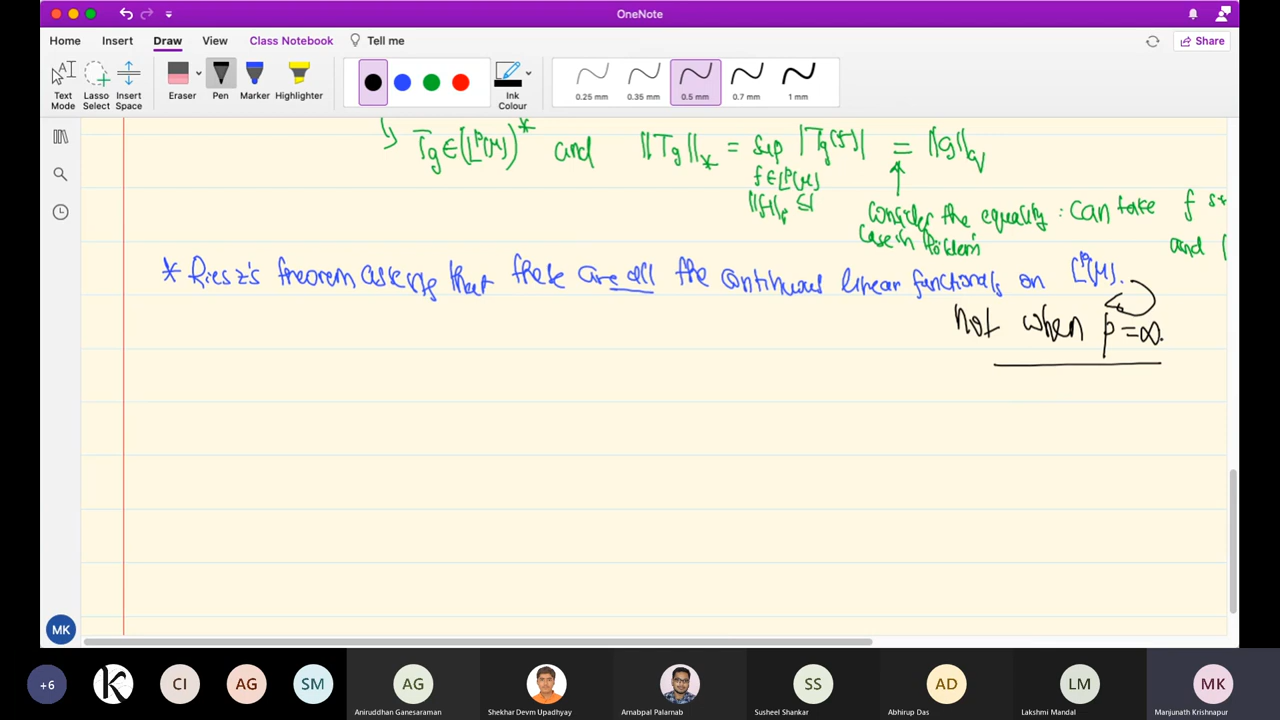 OneNote
Home Insert Draw View Class Notebook Tell me Share
Text Mode Lasso Select Insert Space Eraser Pen Marker Highlighter Ink Colour 0.25 mm 0.35 mm 0.5 mm 0.7 mm 1 mm
Tg∈(L^p(μ))^* and ||Tg||_* = sup |Tg(f)| = ||g||_q
f∈L^p(μ)
||f||_p ≤1
Consider the equality : can take f s
case in Problem and
* Riesz's theorem asserts that these are all the continuous linear functionals on L^p(μ).
Not when p=∞.
MK
+6 K CI AG SM AG SS AD LM MK
Aniruddhan Ganesaraman Shekhar Devm Upadhyay Arnabpal Palarnab Susheel Shankar Abhirup Das Lakshmi Mandal Manjunath Krishnapur